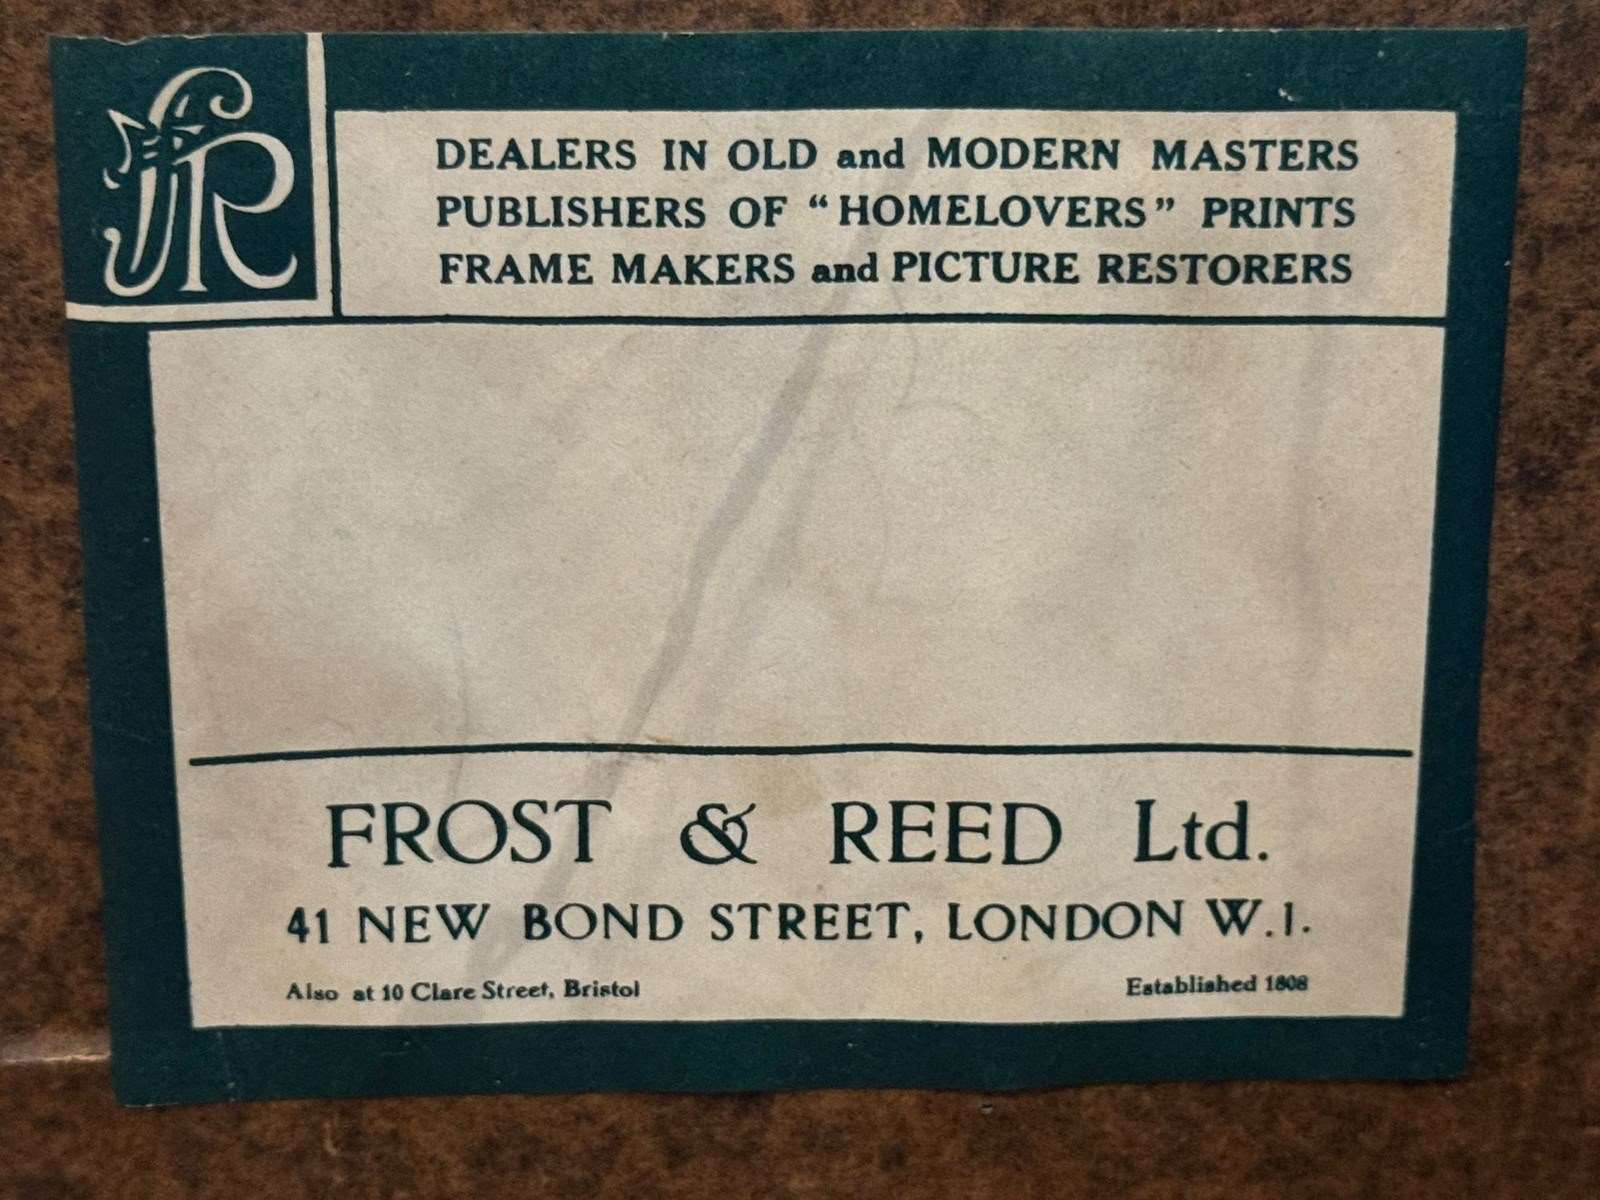 fR
DEALERS IN OLD and MODERN MASTERS
PUBLISHERS OF "HOMELOVERS" PRINTS
FRAME MAKERS and PICTURE RESTORERS
FROST & REED Ltd.
41 NEW BOND STREET, LONDON W.1.
Also at 10 Clare Street, Bristol
Established 1808